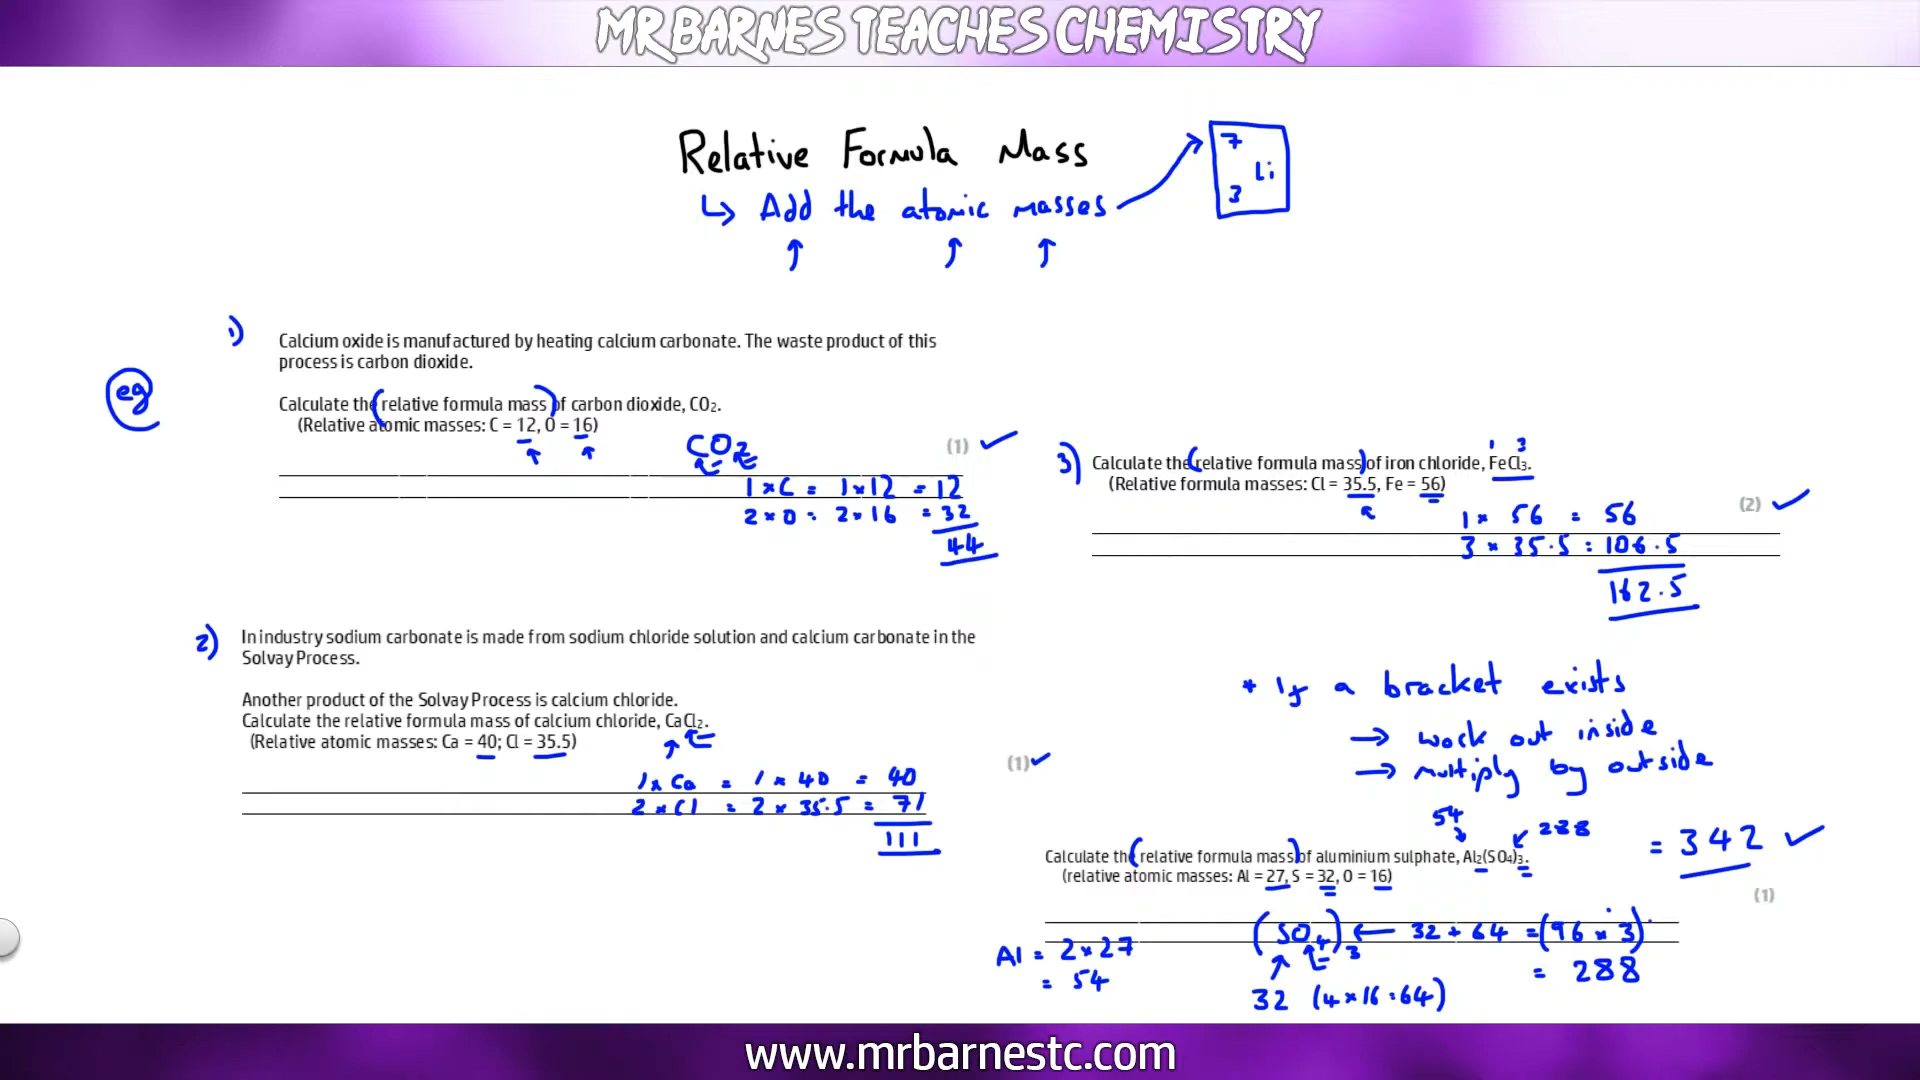 MR BARNES TEACHES CHEMISTRY
Relative Formula Mass
↳ Add the atomic masses
7
Li
3
eg
1)
Calcium oxide is manufactured by heating calcium carbonate. The waste product of this
process is carbon dioxide.
Calculate the (relative formula mass) of carbon dioxide, CO₂.
(Relative atomic masses: C = 12, O = 16)
CO₂
(1) ✓
1 × C = 1 × 12 = 12
2 × O = 2 × 16 = 32
44
2)
In industry sodium carbonate is made from sodium chloride solution and calcium carbonate in the
Solvay Process.
Another product of the Solvay Process is calcium chloride.
Calculate the relative formula mass of calcium chloride, CaCl₂.
(Relative atomic masses: Ca = 40; Cl = 35.5)
(1) ✓
1 × Ca = 1 × 40 = 40
2 × Cl = 2 × 35.5 = 71
111
3)
1 3
Calculate the (relative formula mass) of iron chloride, FeCl₃.
(Relative formula masses: Cl = 35.5, Fe = 56)
(2) ✓
1 × 56 = 56
3 × 35.5 = 106.5
162.5
* If a bracket exists
→ work out inside
→ multiply by outside
54 288
Calculate the (relative formula mass) of aluminium sulphate, Al₂(SO₄)₃.
(relative atomic masses: Al = 27, S = 32, O = 16)
= 342 ✓
(1)
Al = 2 × 27
= 54
(SO₄)₃ ← 32 + 64 = (96 × 3)
= 288
32 (4 × 16 = 64)
www.mrbarnestc.com